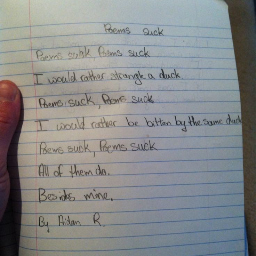 Poems suck
Poems suck, Poems suck
I would rather strangle a duck
Poems suck, Poems suck
I would rather be bitten by the same duck
Poems suck, Poems suck
All of them do.
Besides mine.
By Aidan R.